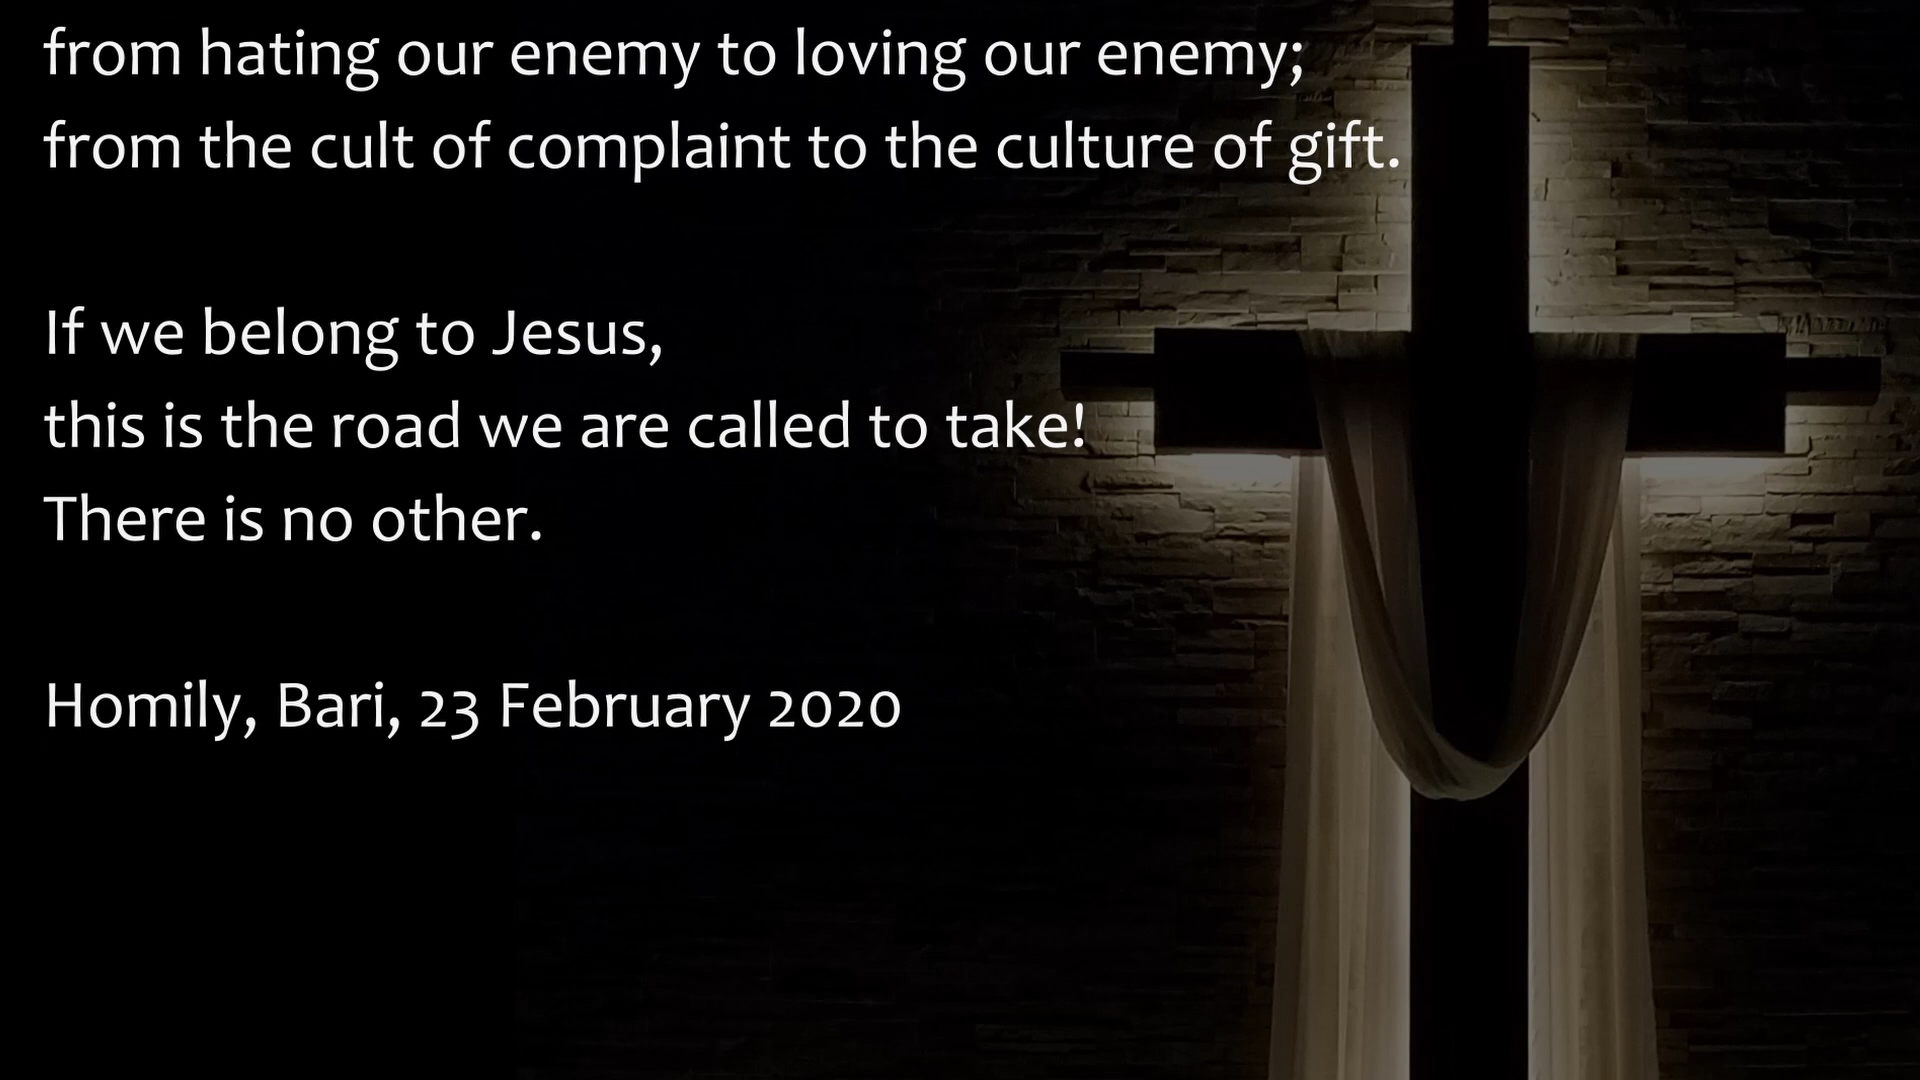 from hating our enemy to loving our enemy;
from the cult of complaint to the culture of gift.
If we belong to Jesus,
this is the road we are called to take!
There is no other.
Homily, Bari, 23 February 2020